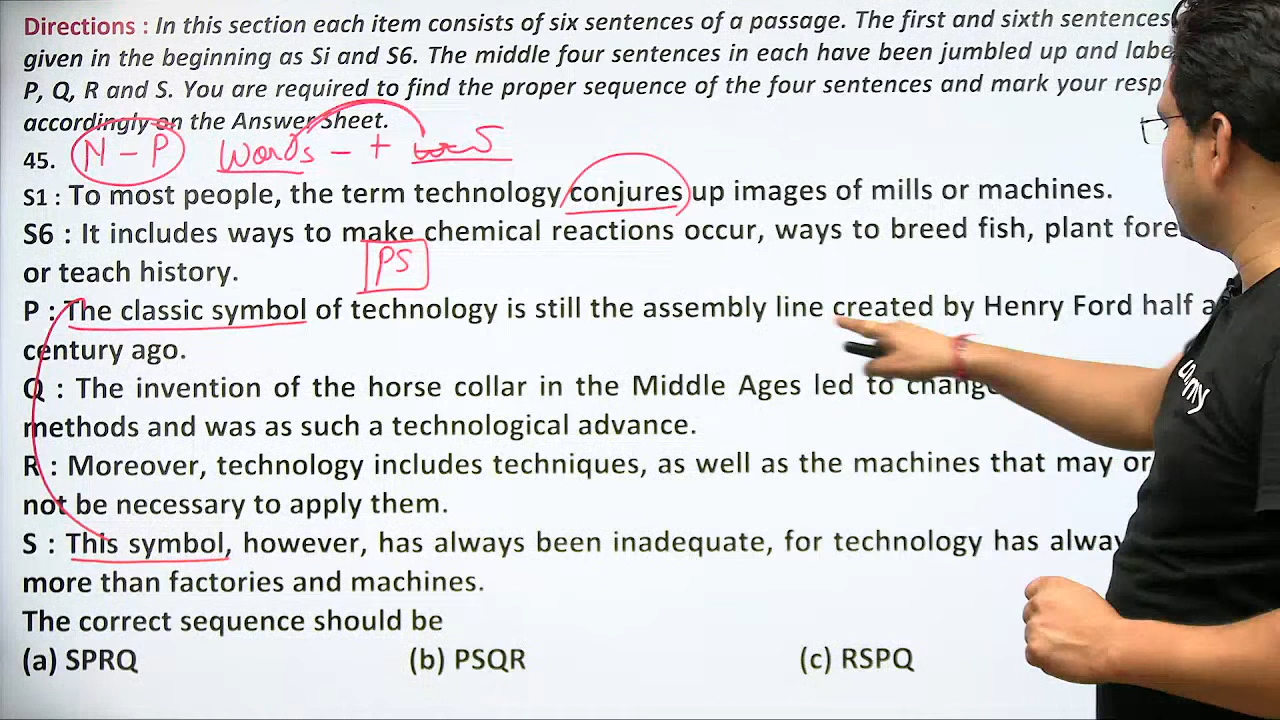 Directions : In this section each item consists of six sentences of a passage. The first and sixth sentences
given in the beginning as Si and S6. The middle four sentences in each have been jumbled up and labe
P, Q, R and S. You are required to find the proper sequence of the four sentences and mark your resp
accordingly on the Answer Sheet.
45. N - P Words - +
S1 : To most people, the term technology conjures up images of mills or machines.
S6 : It includes ways to make chemical reactions occur, ways to breed fish, plant fore
or teach history. PS
P : The classic symbol of technology is still the assembly line created by Henry Ford half a
century ago.
Q : The invention of the horse collar in the Middle Ages led to chang
methods and was as such a technological advance.
R : Moreover, technology includes techniques, as well as the machines that may or
not be necessary to apply them.
S : This symbol, however, has always been inadequate, for technology has alway
more than factories and machines.
The correct sequence should be
(a) SPRQ (b) PSQR (c) RSPQ